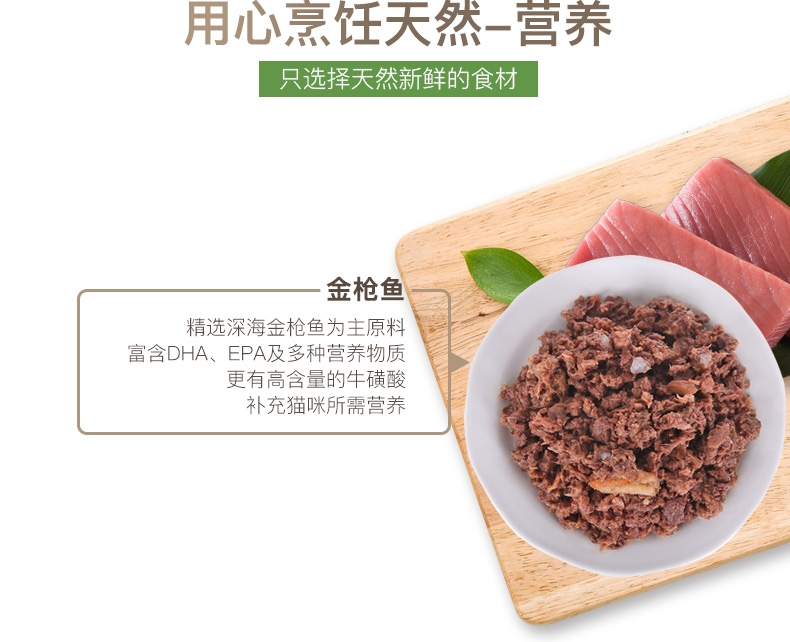 用心烹饪天然-营养
只选择天然新鲜的食材
金枪鱼
精选深海金枪鱼为主原料
富含DHA、EPA及多种营养物质
更有高含量的牛磺酸
补充猫咪所需营养